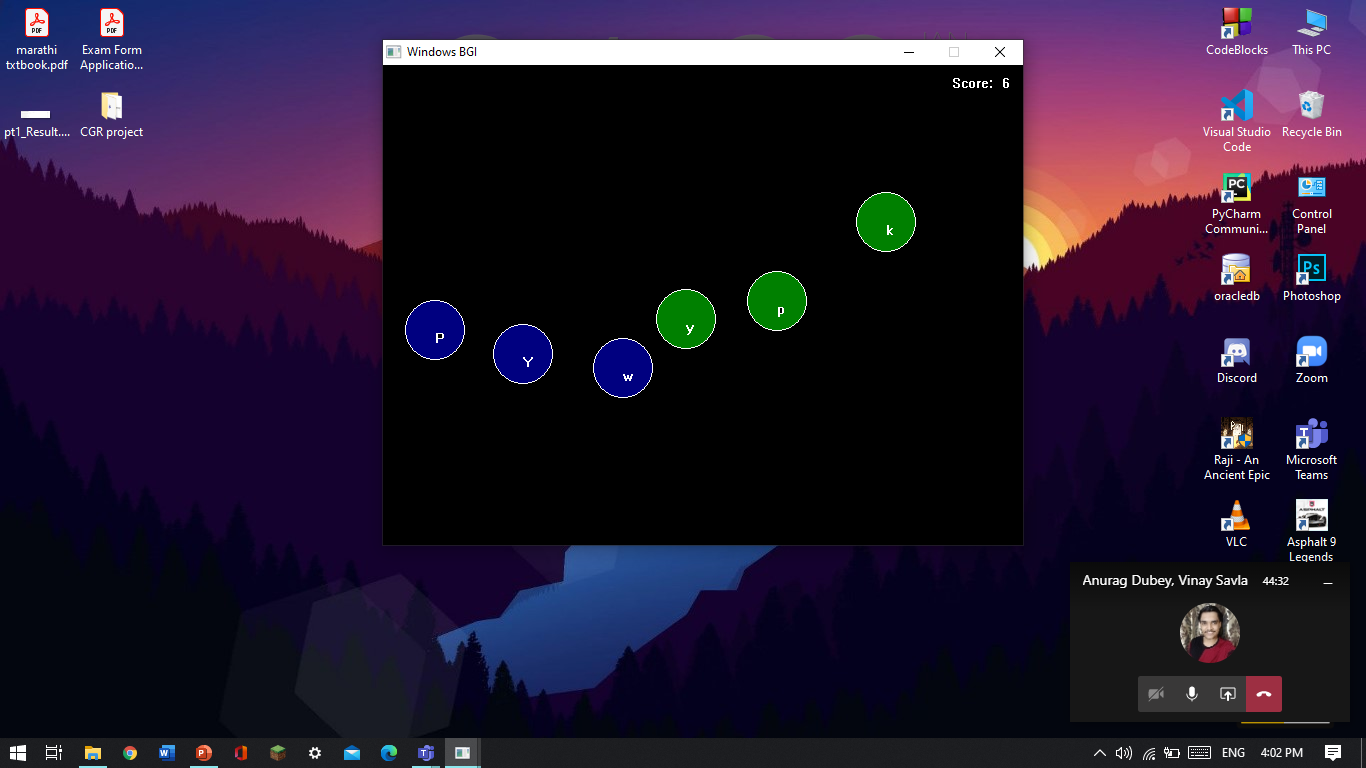 marathi
txtbook.pdf
Exam Form
Applicatio...
pt1_Result....
CGR project
Windows BGI
Score: 6
k
p
y
P
Y
w
CodeBlocks
This PC
Visual Studio
Code
Recycle Bin
PyCharm
Communi...
Control
Panel
oracledb
Photoshop
Discord
Zoom
Raji - An
Ancient Epic
Microsoft
Teams
VLC
Asphalt 9
Legends
Anurag Dubey, Vinay Savla 44:32
ENG 4:02 PM